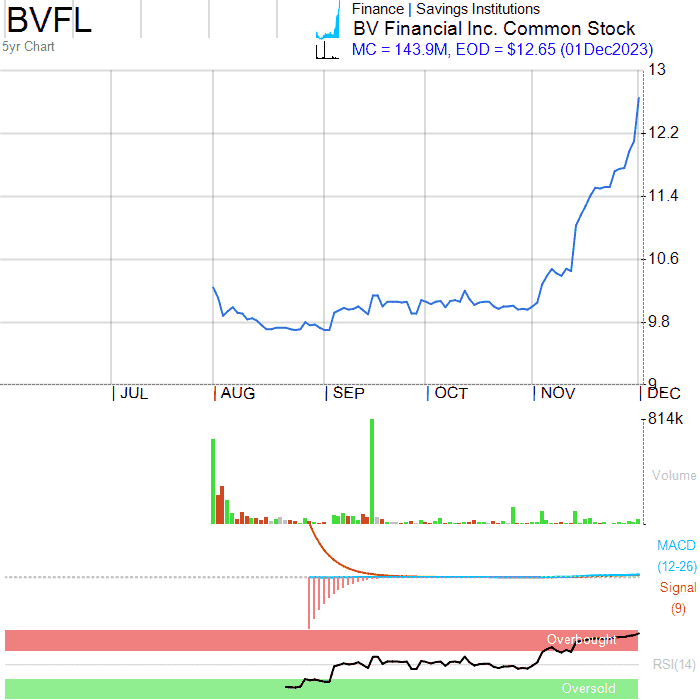 BVFL
5yr Chart
Finance | Savings Institutions
BV Financial Inc. Common Stock
MC = 143.9M, EOD = $12.65 (01Dec2023)
13
12.2
11.4
10.6
9.8
9
JUL AUG SEP OCT NOV DEC
814k
Volume
MACD
(12-26)
Signal
(9)
Overbought
RSI(14)
Oversold